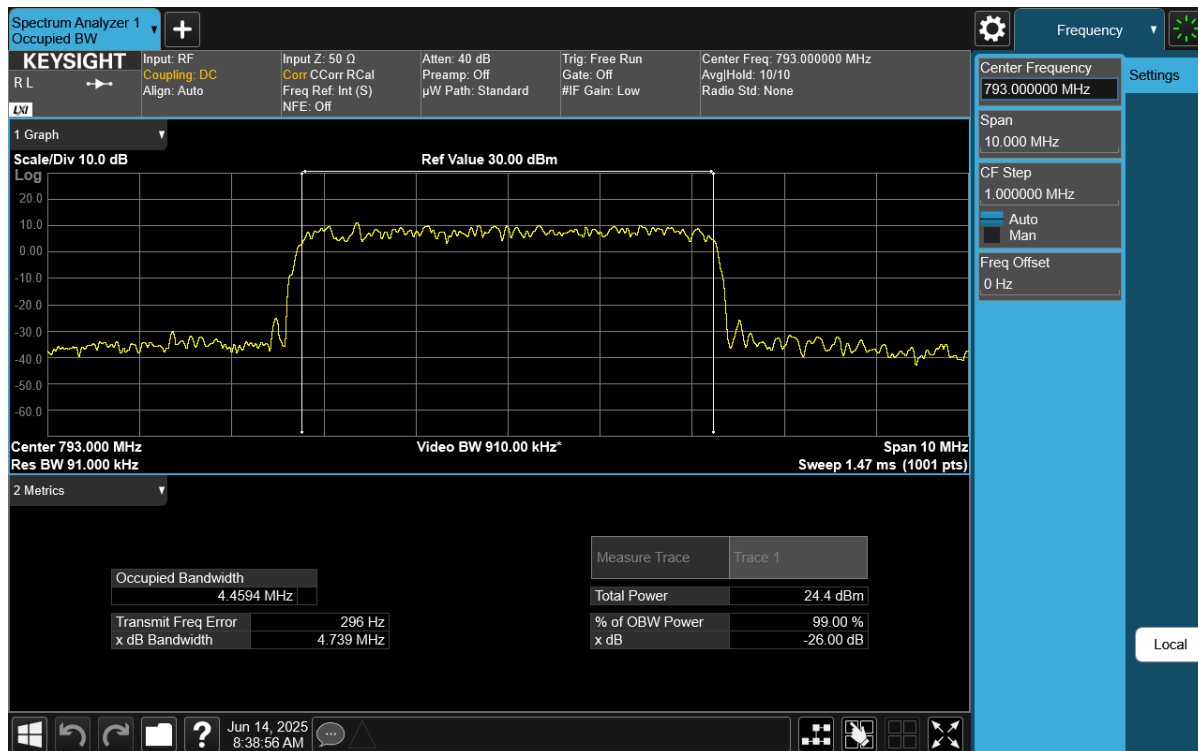 Spectrum Analyzer 1
Occupied BW
+
Frequency
KEYSIGHT
R L
LXI
Input: RF
Coupling: DC
Align: Auto
Input Z: 50 Ω
Corr CCorr RCal
Freq Ref: Int (S)
NFE: Off
Atten: 40 dB
Preamp: Off
µW Path: Standard
Trig: Free Run
Gate: Off
#IF Gain: Low
Center Freq: 793.000000 MHz
Avg|Hold: 10/10
Radio Std: None
Center Frequency
793.000000 MHz
Settings
Span
10.000 MHz
CF Step
1.000000 MHz
Auto
Man
Freq Offset
0 Hz
Local
1 Graph
Scale/Div 10.0 dB
Ref Value 30.00 dBm
Log
20.0
10.0
0.00
-10.0
-20.0
-30.0
-40.0
-50.0
-60.0
Center 793.000 MHz
Video BW 910.00 kHz*
Span 10 MHz
Res BW 91.000 kHz
Sweep 1.47 ms (1001 pts)
2 Metrics
Measure Trace
Trace 1
Occupied Bandwidth
4.4594 MHz
Total Power
24.4 dBm
Transmit Freq Error
296 Hz
% of OBW Power
99.00 %
x dB Bandwidth
4.739 MHz
x dB
-26.00 dB
?
Jun 14, 2025
8:38:56 AM